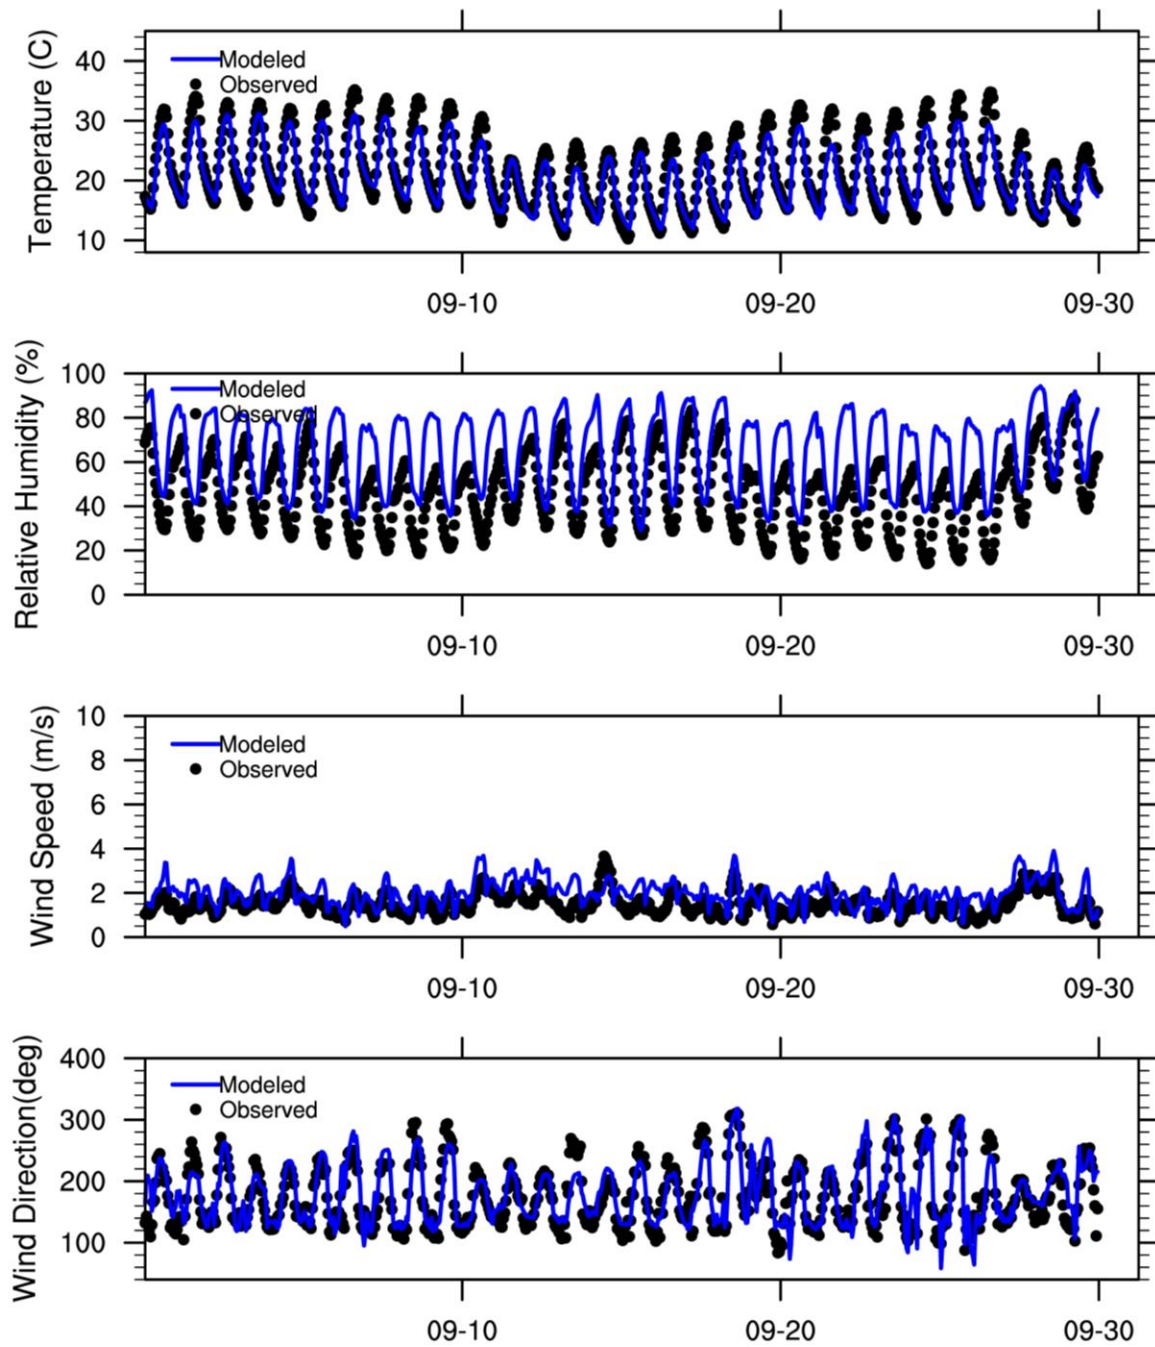 Temperature (C)
40
30
20
10
Modeled
Observed
09-10
09-20
09-30
Relative Humidity (%)
100
80
60
40
20
0
Modeled
Observed
09-10
09-20
09-30
Wind Speed (m/s)
10
8
6
4
2
0
Modeled
Observed
09-10
09-20
09-30
Wind Direction(deg)
400
300
200
100
Modeled
Observed
09-10
09-20
09-30